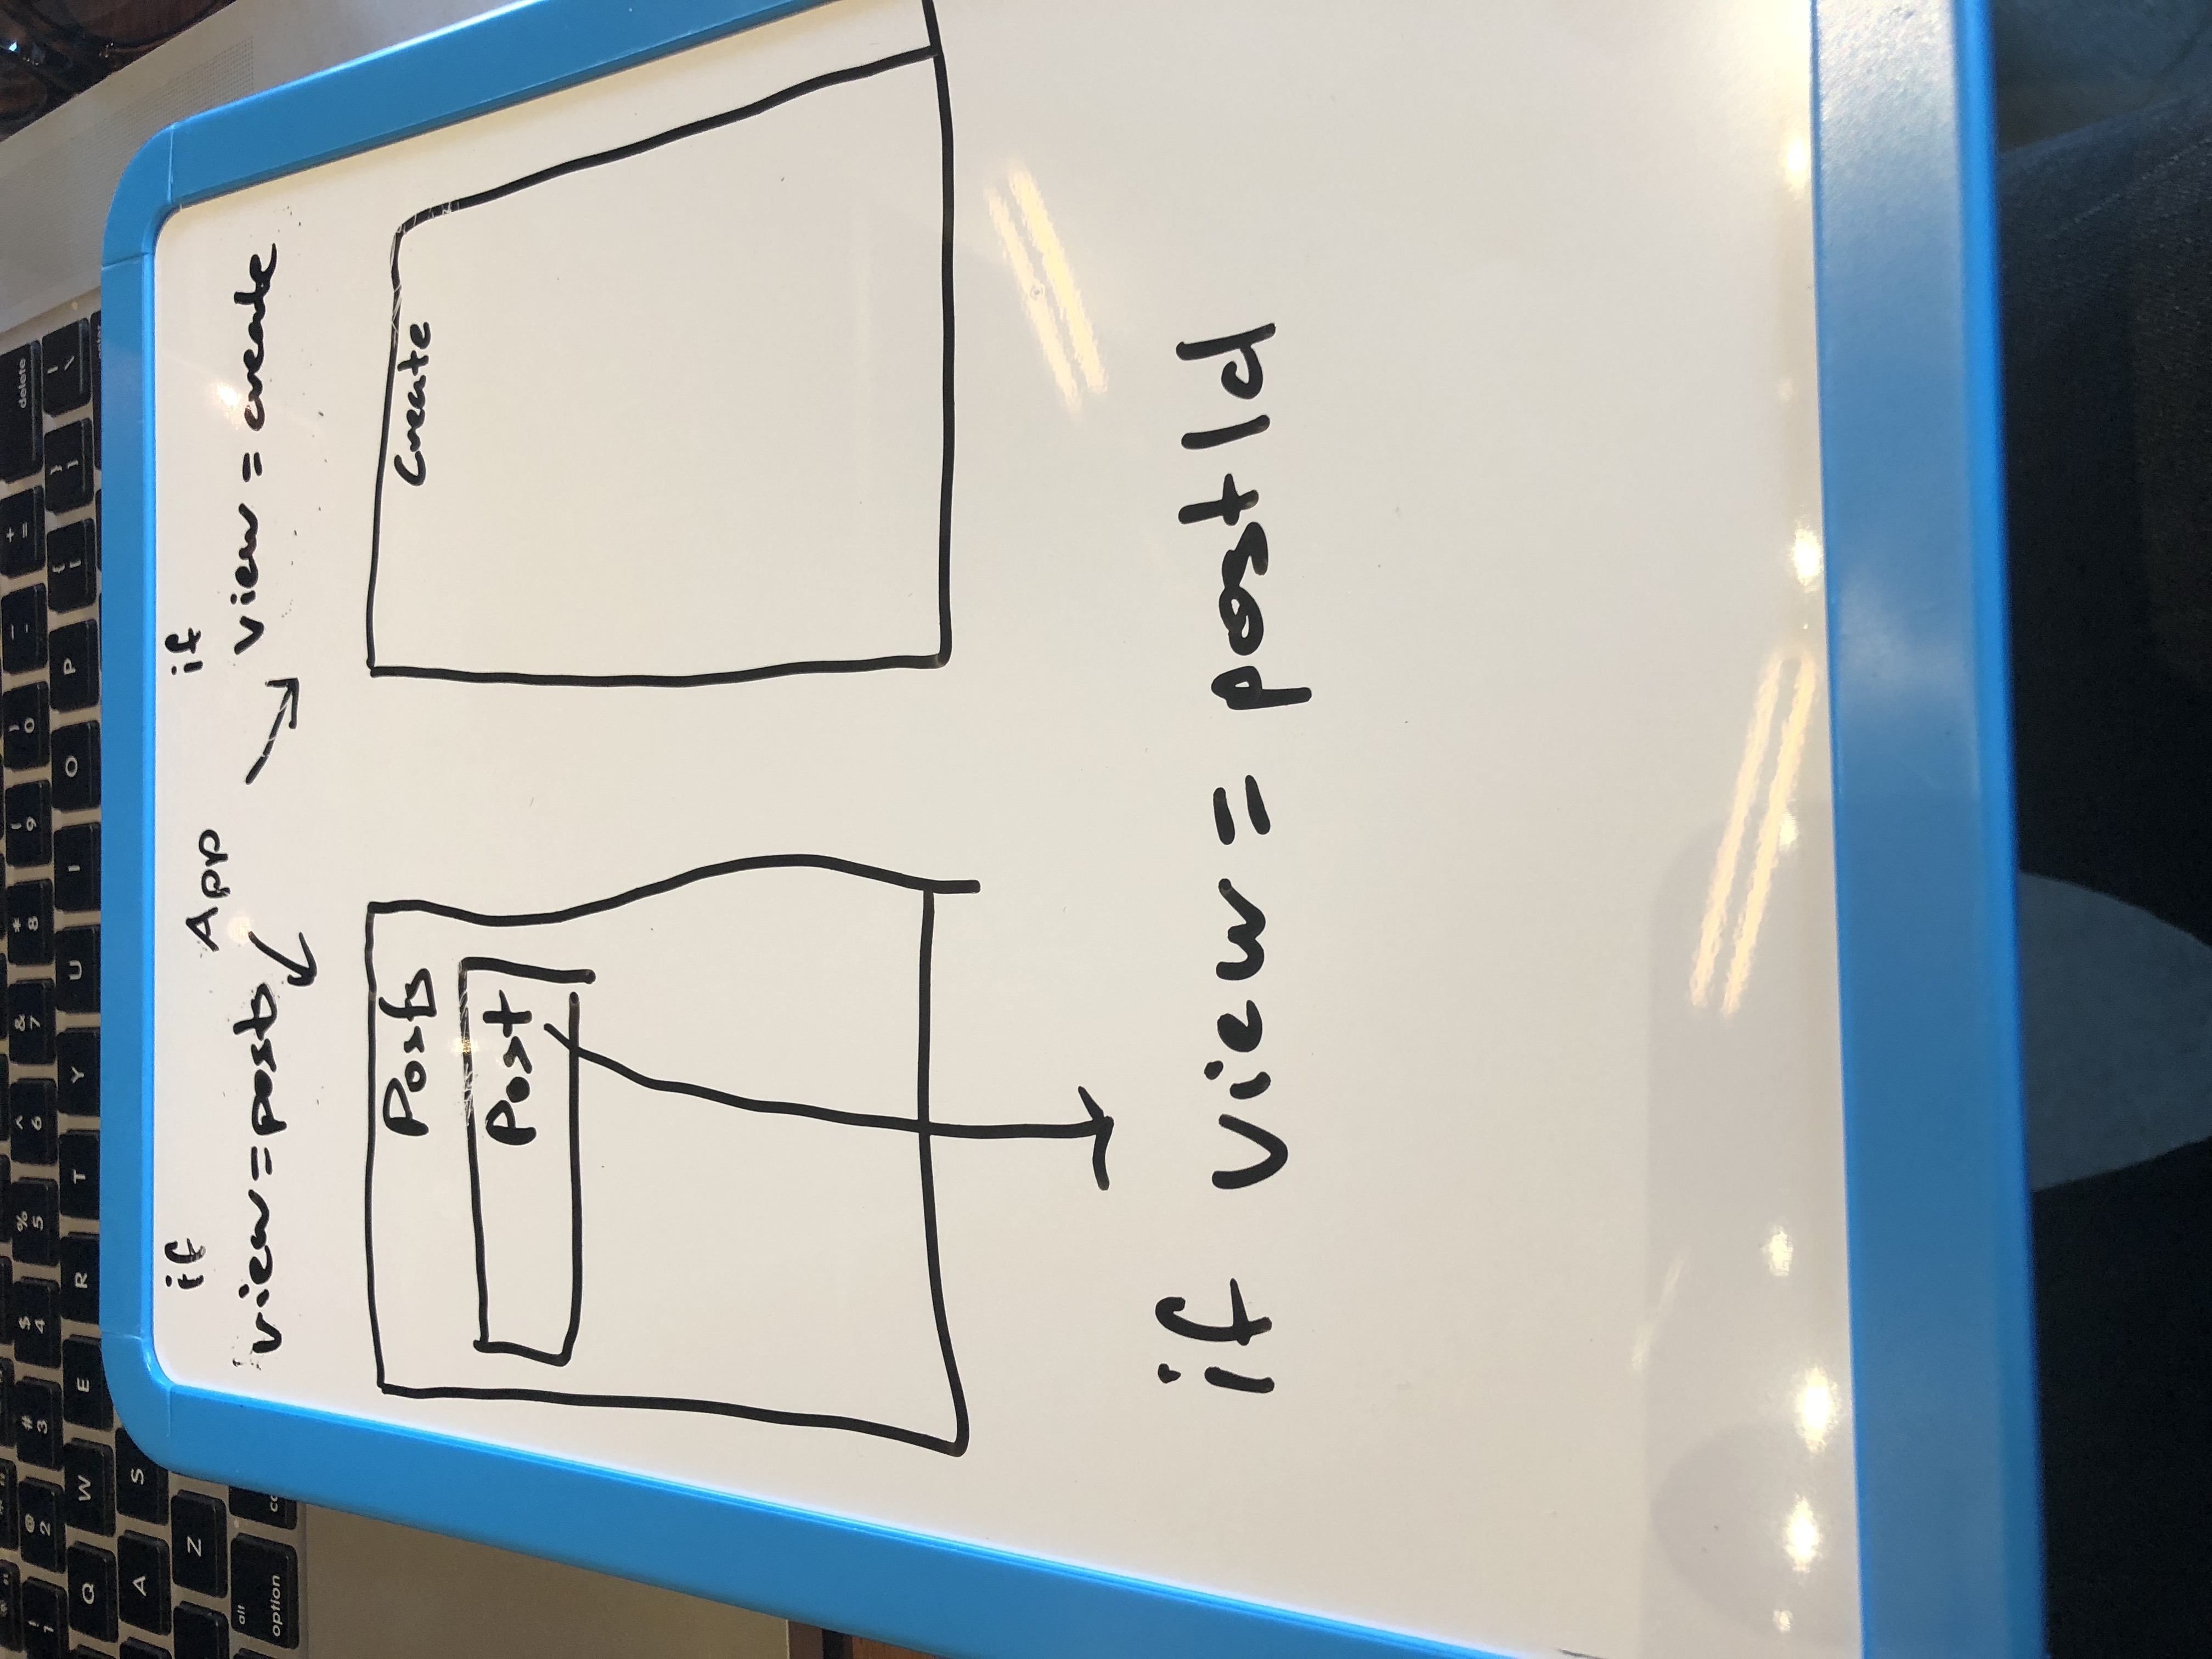 ! 1
@ 2
# 3
$ 4
% 5
^ 6
& 7
* 8
( 9
) 0
– -
+ =
delete
Q W E R T Y U I O P { [ } ] | \
A S
Z
alt
option
if
view=posts
App
if
view = create
Posts
Post
Create
if view = postId